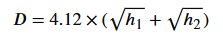 D = 4.12 × (√h₁ + √h₂)